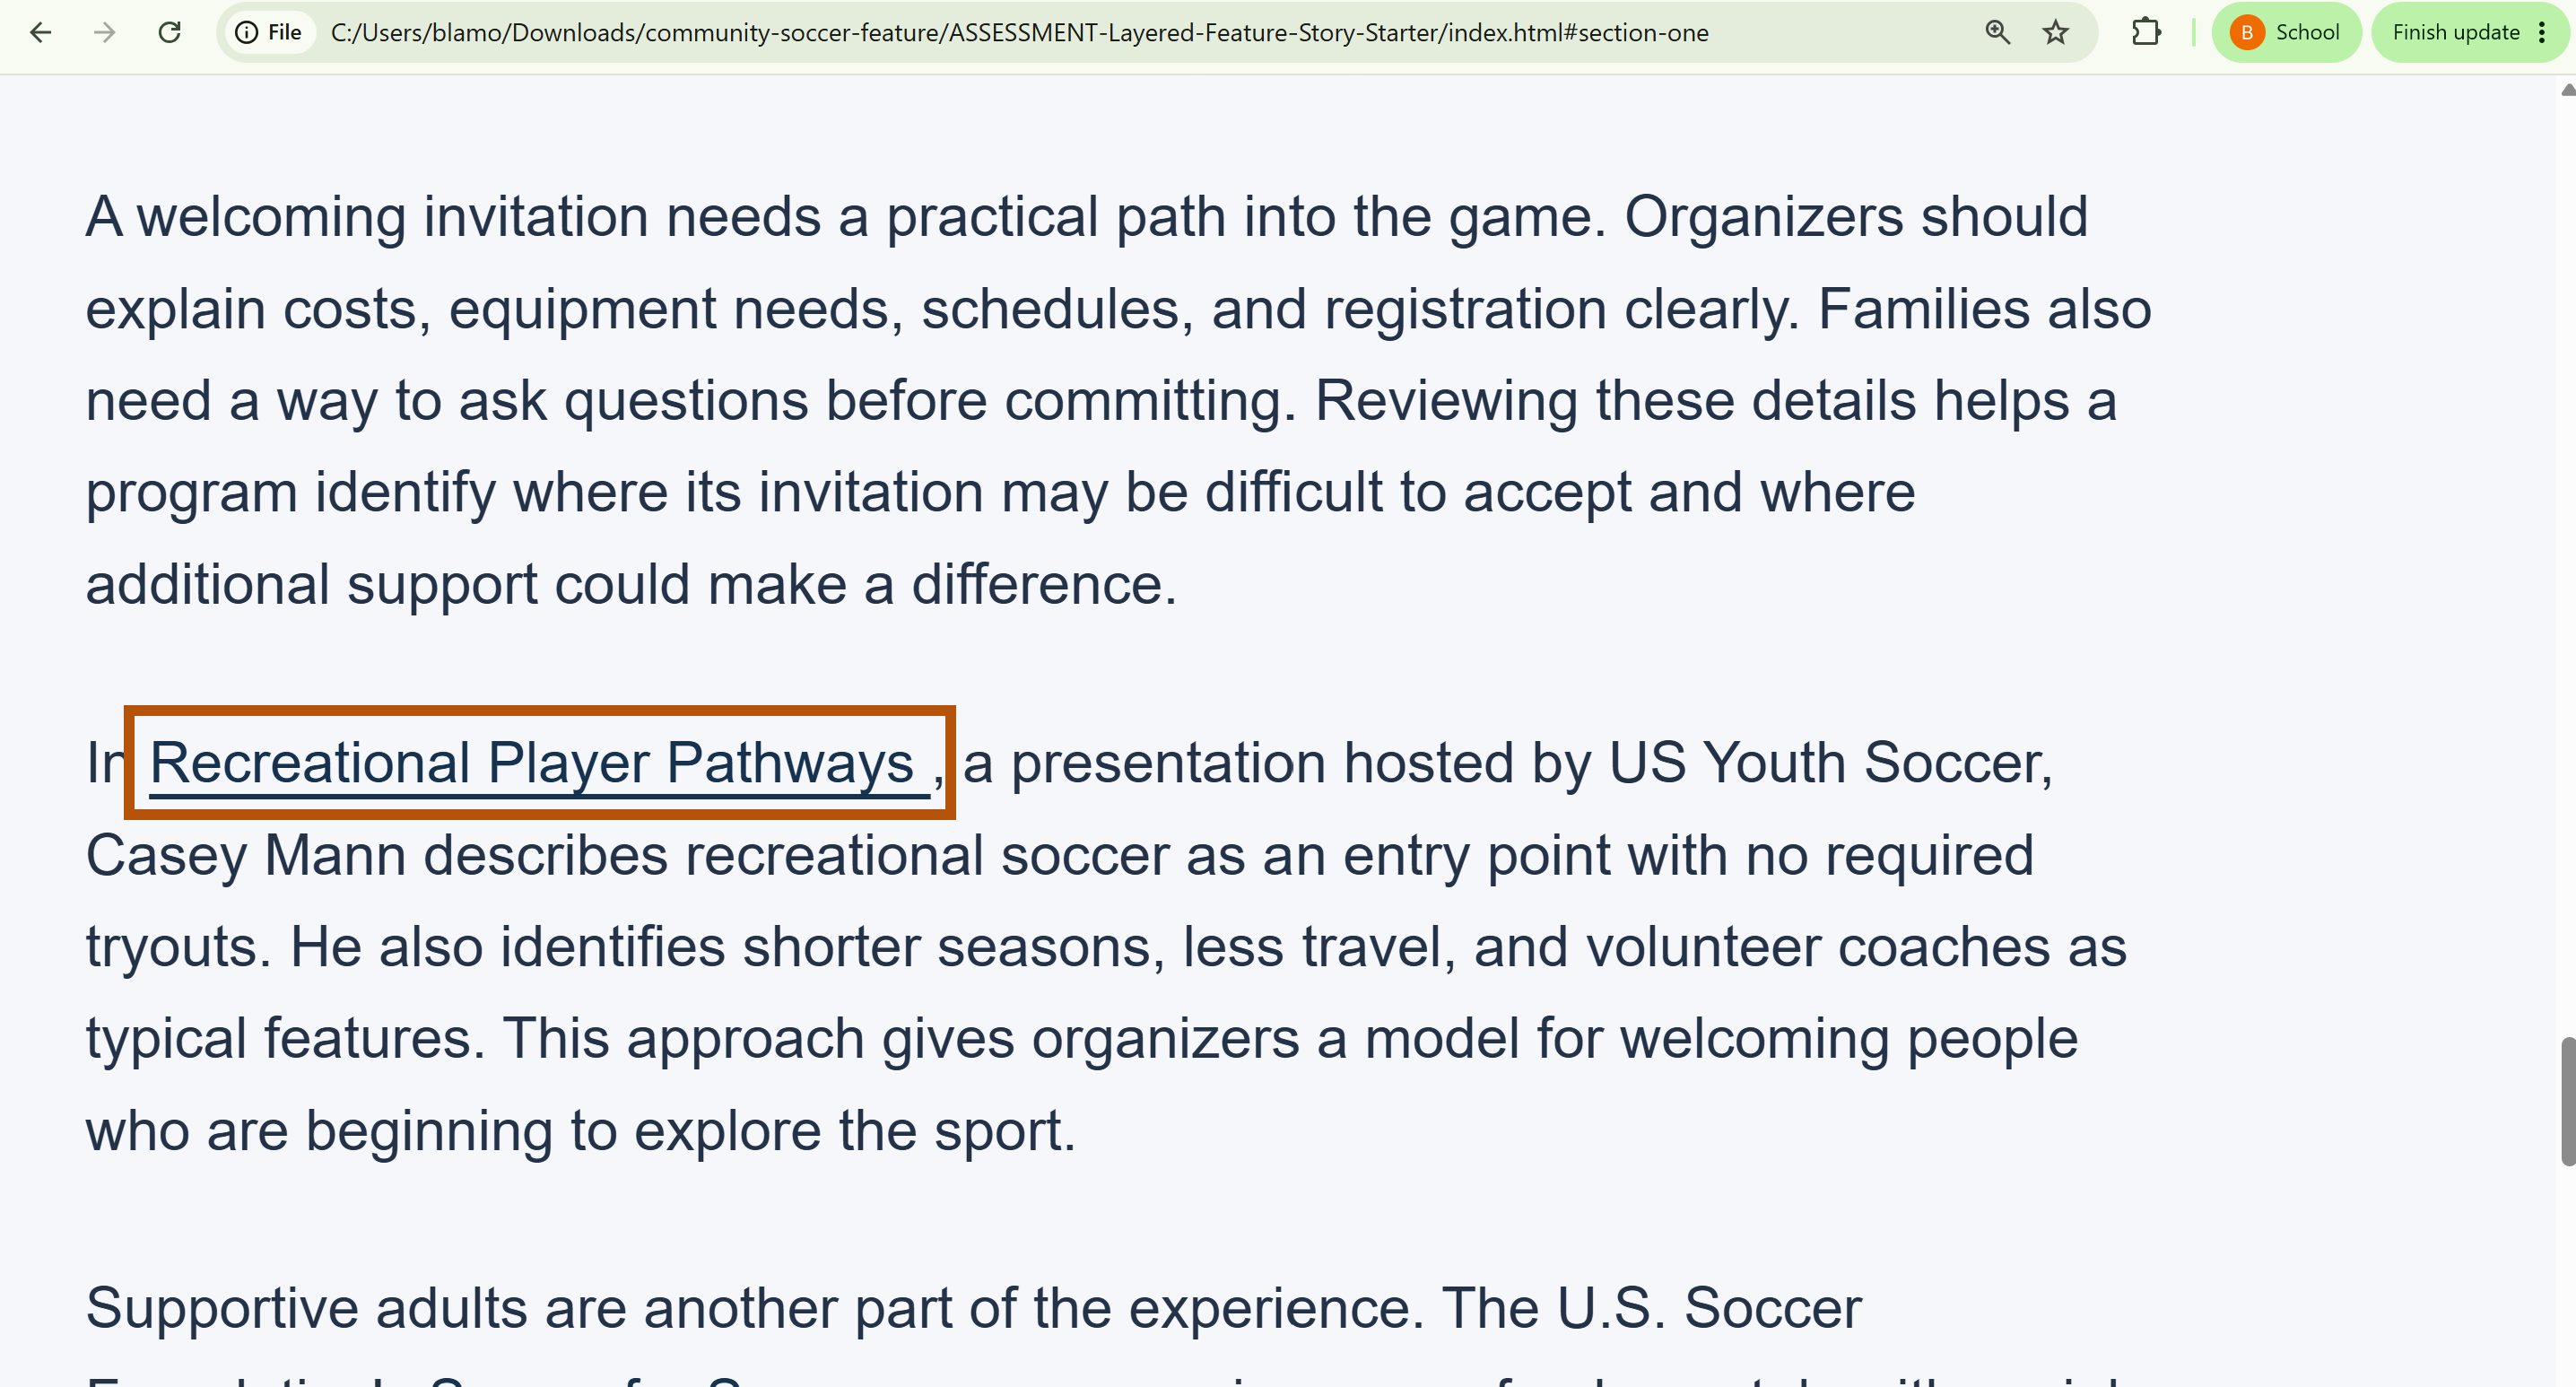 File C:/Users/blamo/Downloads/community-soccer-feature/ASSESSMENT-Layered-Feature-Story-Starter/index.html#section-one B School Finish update
A welcoming invitation needs a practical path into the game. Organizers should
explain costs, equipment needs, schedules, and registration clearly. Families also
need a way to ask questions before committing. Reviewing these details helps a
program identify where its invitation may be difficult to accept and where
additional support could make a difference.
In Recreational Player Pathways , a presentation hosted by US Youth Soccer,
Casey Mann describes recreational soccer as an entry point with no required
tryouts. He also identifies shorter seasons, less travel, and volunteer coaches as
typical features. This approach gives organizers a model for welcoming people
who are beginning to explore the sport.
Supportive adults are another part of the experience. The U.S. Soccer